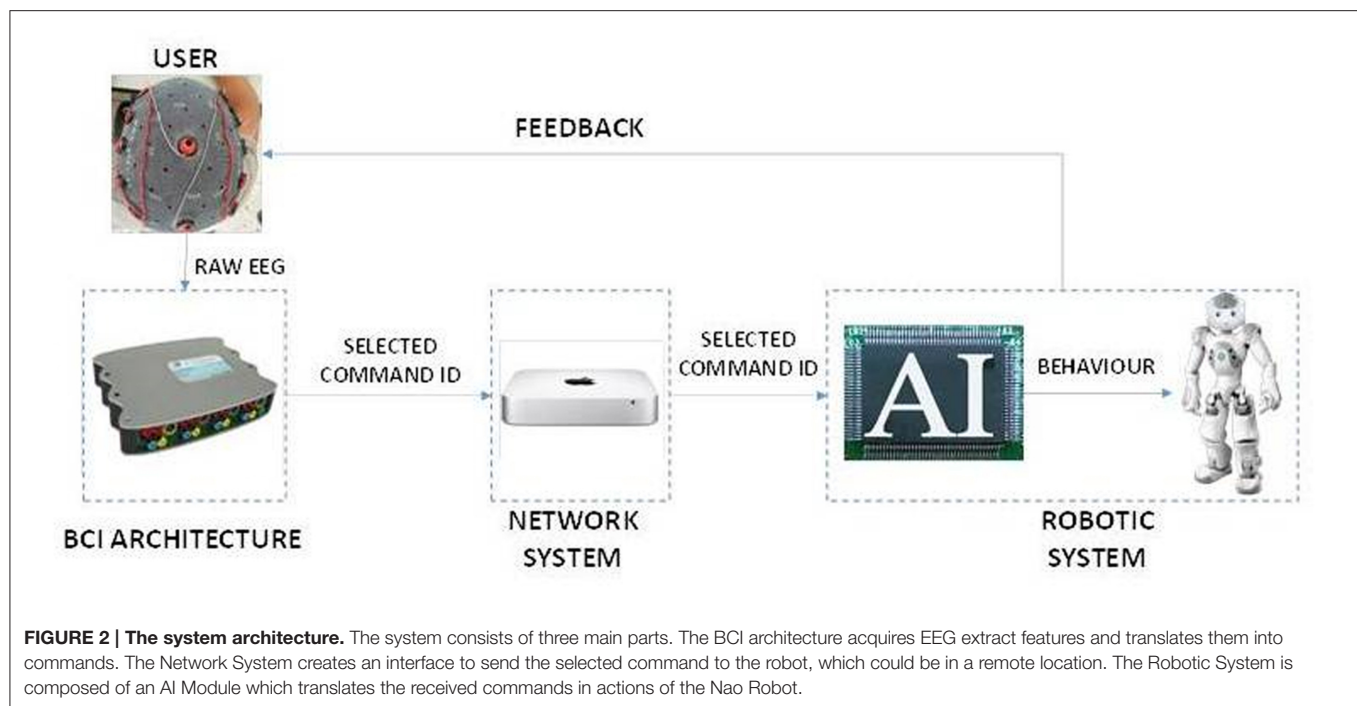 USER
FEEDBACK
RAW EEG
SELECTED
COMMAND ID
SELECTED
COMMAND ID
AI
BEHAVIOUR
BCI ARCHITECTURE
NETWORK
SYSTEM
ROBOTIC
SYSTEM
FIGURE 2 | The system architecture. The system consists of three main parts. The BCI architecture acquires EEG extract features and translates them into
commands. The Network System creates an interface to send the selected command to the robot, which could be in a remote location. The Robotic System is
composed of an AI Module which translates the received commands in actions of the Nao Robot.